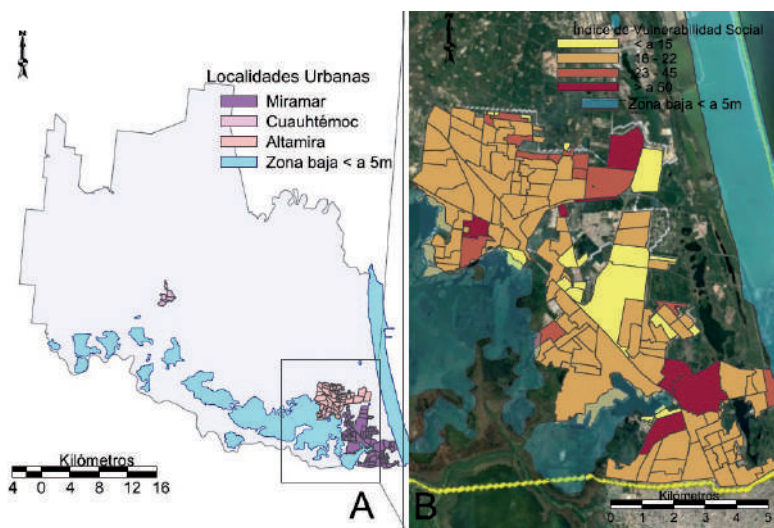 N
Localidades Urbanas
Miramar
Cuauhtémoc
Altamira
Zona baja < a 5m
Kilómetros
4 0 4 8 12 16
A
N
Índice de Vulnerabilidad Social
< a 15
16 - 22
23 - 45
> a 50
Zona baja < a 5m
Kilómetros
0 1 2 3 4 5
B